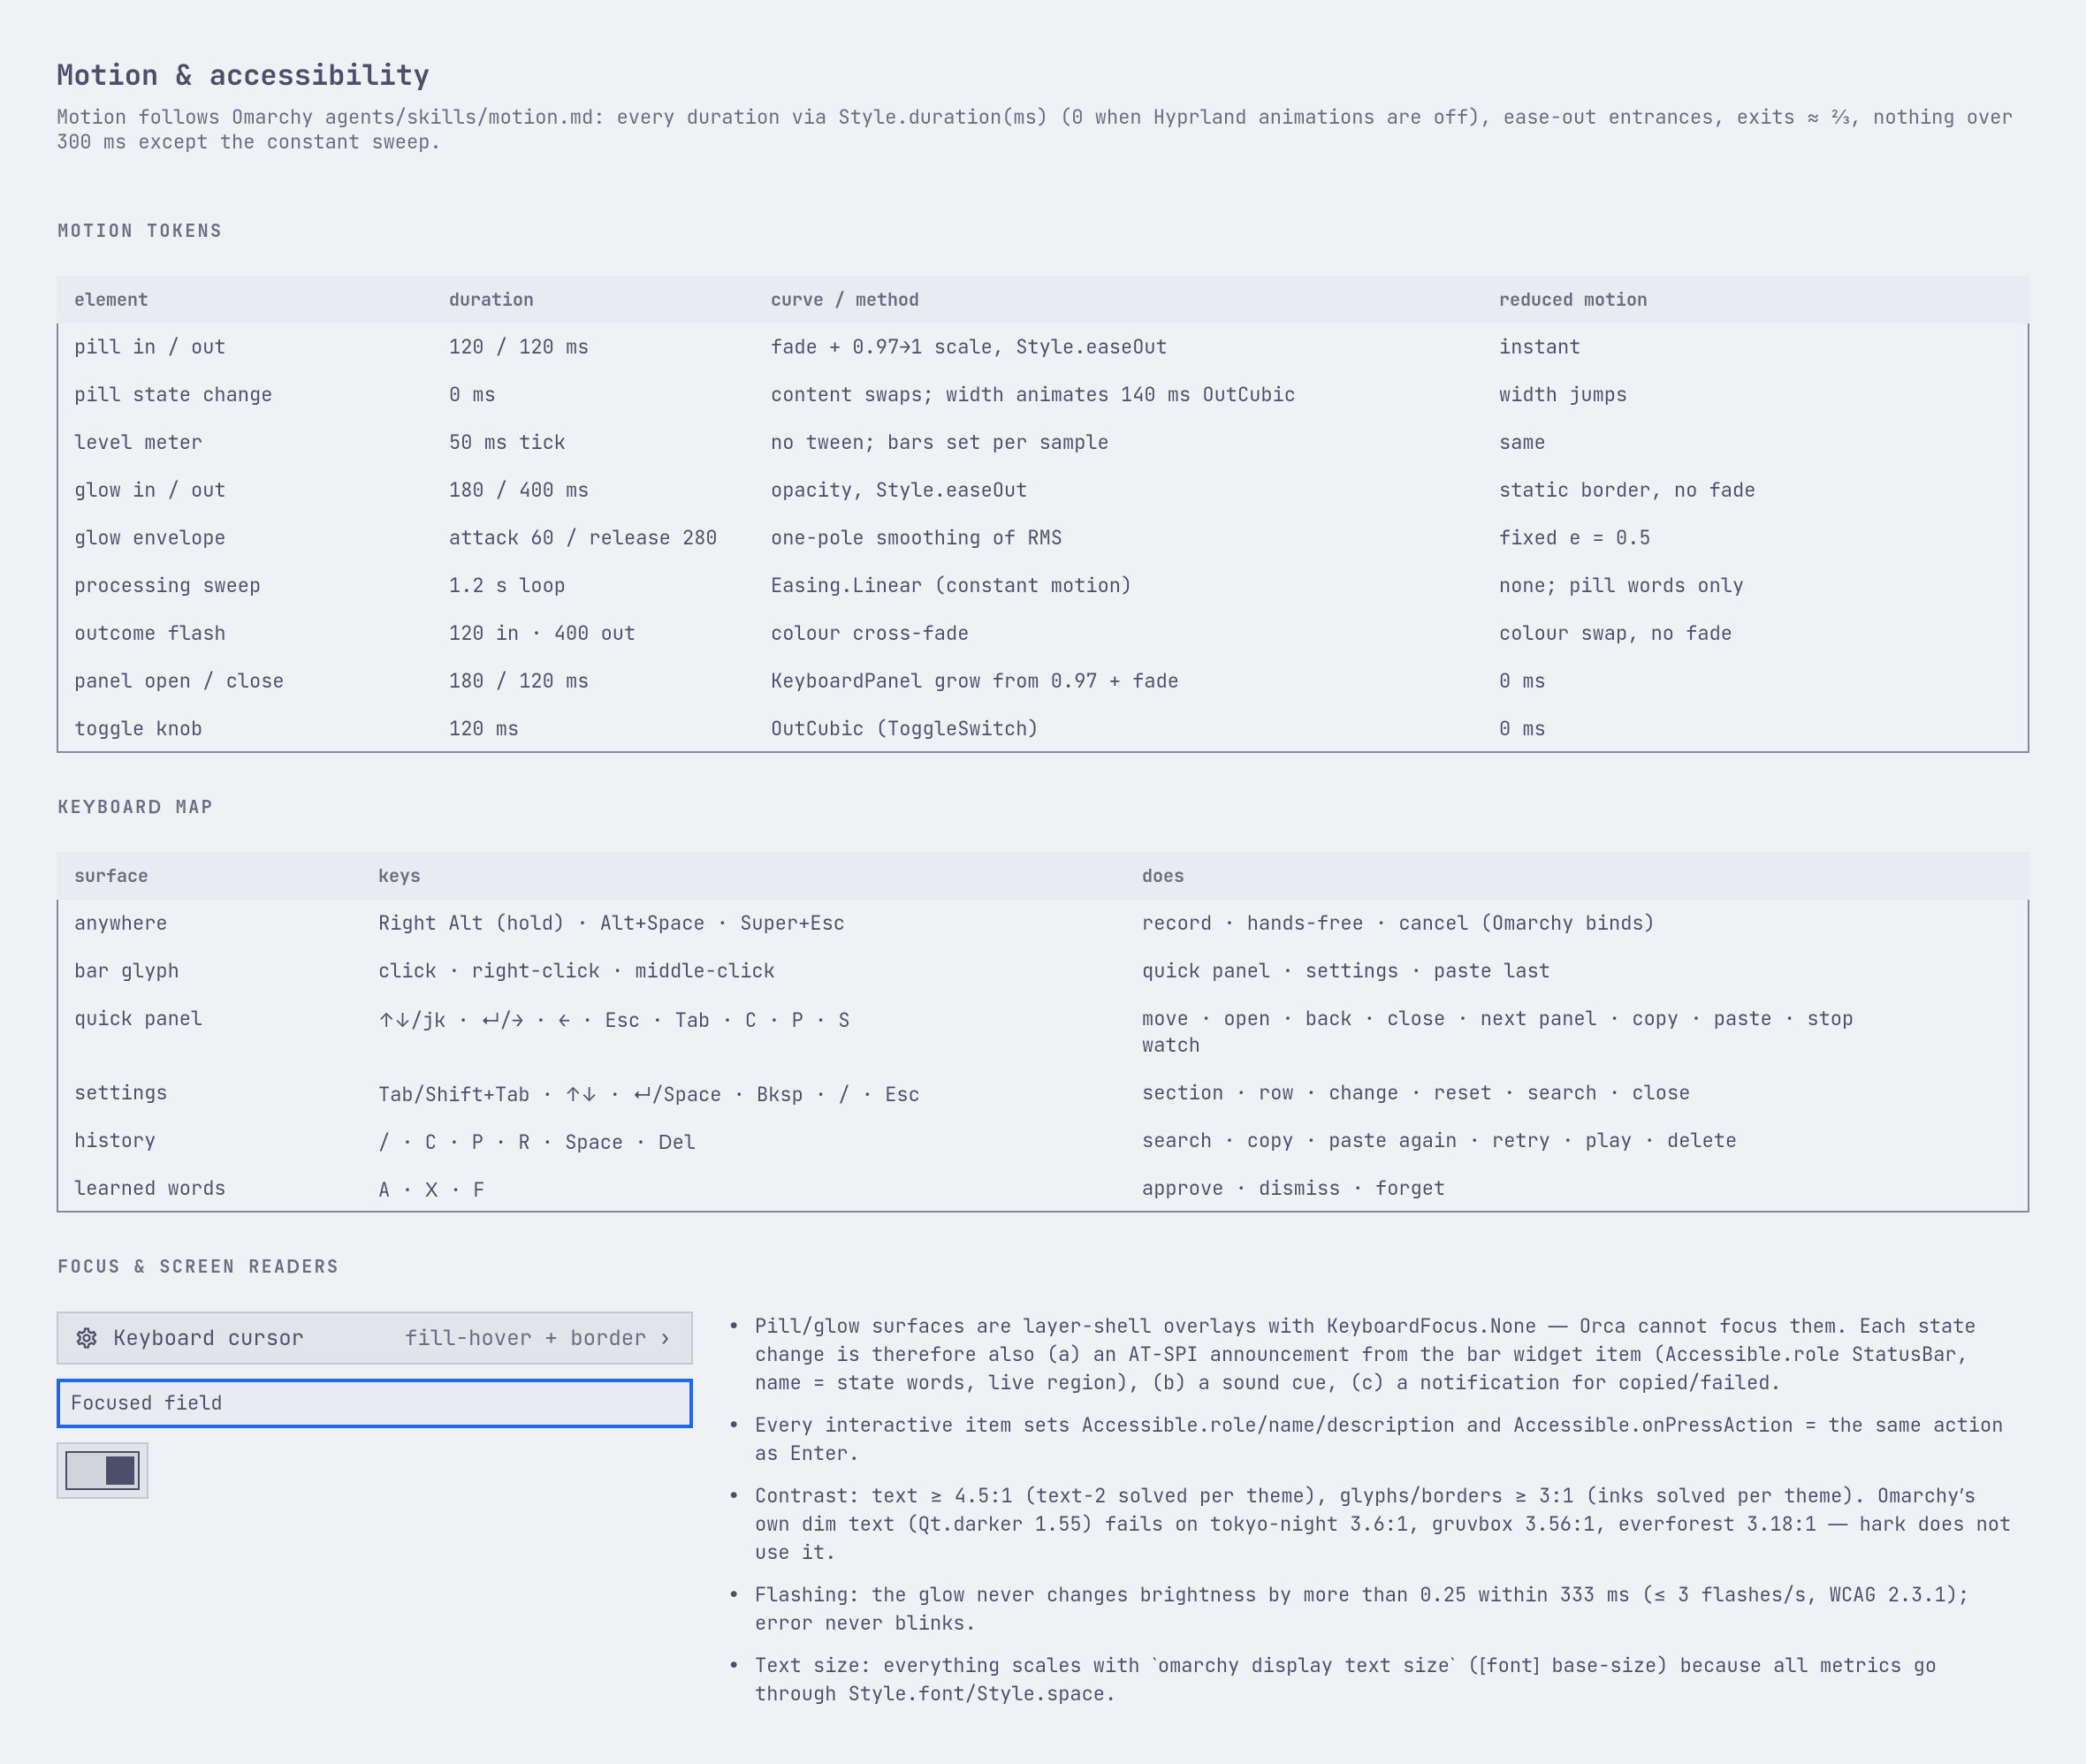 Motion & accessibility
Motion follows Omarchy agents/skills/motion.md: every duration via Style.duration(ms) (0 when Hyprland animations are off), ease-out entrances, exits ≈ ⅔, nothing over
300 ms except the constant sweep.
MOTION TOKENS
element duration curve / method reduced motion
pill in / out 120 / 120 ms fade + 0.97→1 scale, Style.easeOut instant
pill state change 0 ms content swaps; width animates 140 ms OutCubic width jumps
level meter 50 ms tick no tween; bars set per sample same
glow in / out 180 / 400 ms opacity, Style.easeOut static border, no fade
glow envelope attack 60 / release 280 one-pole smoothing of RMS fixed e = 0.5
processing sweep 1.2 s loop Easing.Linear (constant motion) none; pill words only
outcome flash 120 in · 400 out colour cross-fade colour swap, no fade
panel open / close 180 / 120 ms KeyboardPanel grow from 0.97 + fade 0 ms
toggle knob 120 ms OutCubic (ToggleSwitch) 0 ms
KEYBOARD MAP
surface keys does
anywhere Right Alt (hold) · Alt+Space · Super+Esc record · hands-free · cancel (Omarchy binds)
bar glyph click · right-click · middle-click quick panel · settings · paste last
quick panel ↑↓/jk · ↵/→ · ← · Esc · Tab · C · P · S move · open · back · close · next panel · copy · paste · stop
watch
settings Tab/Shift+Tab · ↑↓ · ↵/Space · Bksp · / · Esc section · row · change · reset · search · close
history / · C · P · R · Space · Del search · copy · paste again · retry · play · delete
learned words A · X · F approve · dismiss · forget
FOCUS & SCREEN READERS
Keyboard cursor fill-hover + border ›
Focused field
• Pill/glow surfaces are layer-shell overlays with KeyboardFocus.None — Orca cannot focus them. Each state
change is therefore also (a) an AT-SPI announcement from the bar widget item (Accessible.role StatusBar,
name = state words, live region), (b) a sound cue, (c) a notification for copied/failed.
• Every interactive item sets Accessible.role/name/description and Accessible.onPressAction = the same action
as Enter.
• Contrast: text ≥ 4.5:1 (text-2 solved per theme), glyphs/borders ≥ 3:1 (inks solved per theme). Omarchy's
own dim text (Qt.darker 1.55) fails on tokyo-night 3.6:1, gruvbox 3.56:1, everforest 3.18:1 — hark does not
use it.
• Flashing: the glow never changes brightness by more than 0.25 within 333 ms (≤ 3 flashes/s, WCAG 2.3.1);
error never blinks.
• Text size: everything scales with `omarchy display text size` ([font] base-size) because all metrics go
through Style.font/Style.space.